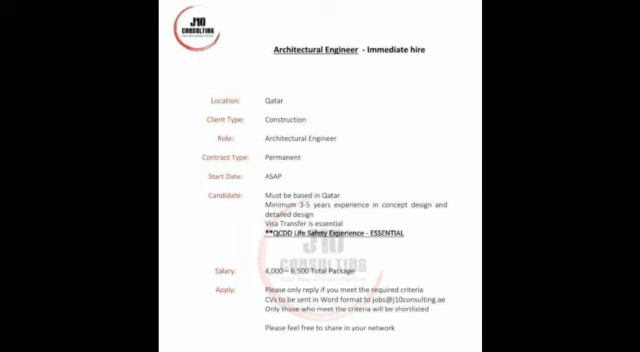 J10
CONSULTING
Architectural Engineer - Immediate hire
Location: Qatar
Client Type: Construction
Role: Architectural Engineer
Contract Type: Permanent
Start Date: ASAP
Candidate: Must be based in Qatar
Minimum 3-5 years experience in concept design and
detailed design
Visa Transfer is essential
**QCDD Life Safety Experience - ESSENTIAL
J10
CONSULTING
Salary: 4,000 – 6,500 Total Package
Apply: Please only reply if you meet the required criteria
CVs to be sent in Word format to jobs@j10consulting.ae
Only those who meet the criteria will be shortlisted
Please feel free to share in your network